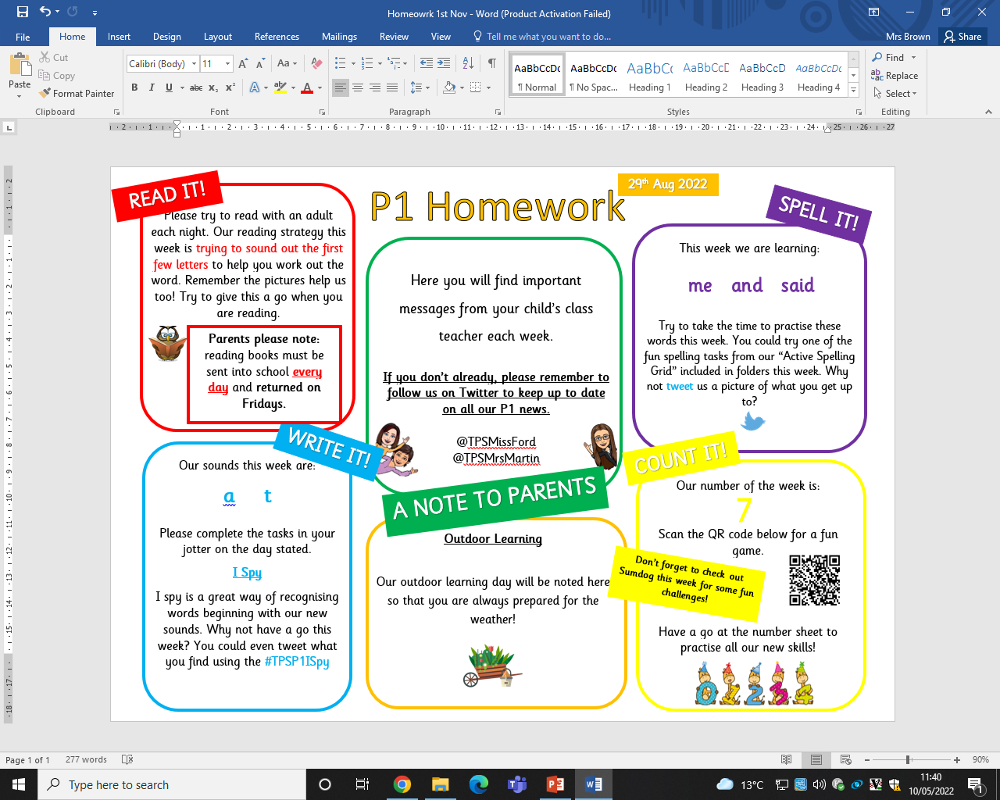 Homeowrk 1st Nov - Word (Product Activation Failed)
File Home Insert Design Layout References Mailings Review View Tell me what you want to do... Mrs Brown Share
Cut
Copy
Format Painter
Paste
Clipboard
Calibri (Body) 11
Font
Paragraph
AaBbCcDc AaBbCcDc AaBbCc AaBbCcD AaBbCcD AaBbCcDc
¶ Normal ¶ No Spac... Heading 1 Heading 2 Heading 3 Heading 4
Styles
Find
Replace
Select
Editing
READ IT!
Please try to read with an adult
each night. Our reading strategy this
week is trying to sound out the first
few letters to help you work out the
word. Remember the pictures help us
too! Try to give this a go when you
are reading.
Parents please note:
reading books must be
sent into school every
day and returned on
Fridays.
WRITE IT!
Our sounds this week are:
a t
Please complete the tasks in your
jotter on the day stated.
I Spy
I spy is a great way of recognising
words beginning with our new
sounds. Why not have a go this
week? You could even tweet what
you find using the #TPSP1ISpy
P1 Homework
29th Aug 2022
Here you will find important
messages from your child's class
teacher each week.
If you don't already, please remember to
follow us on Twitter to keep up to date
on all our P1 news.
@TPSMissFord
@TPSMrsMartin
A NOTE TO PARENTS
Outdoor Learning
Our outdoor learning day will be noted here
so that you are always prepared for the
weather!
SPELL IT!
This week we are learning:
me and said
Try to take the time to practise these
words this week. You could try one of the
fun spelling tasks from our "Active Spelling
Grid" included in folders this week. Why
not tweet us a picture of what you get up
to?
COUNT IT!
Our number of the week is:
7
Scan the QR code below for a fun
game.
Don't forget to check out
Sumdog this week for some fun
challenges!
Have a go at the number sheet to
practise all our new skills!
0 1 2 3 4
Page 1 of 1 277 words 90%
Type here to search
13°C
11:40
10/05/2022